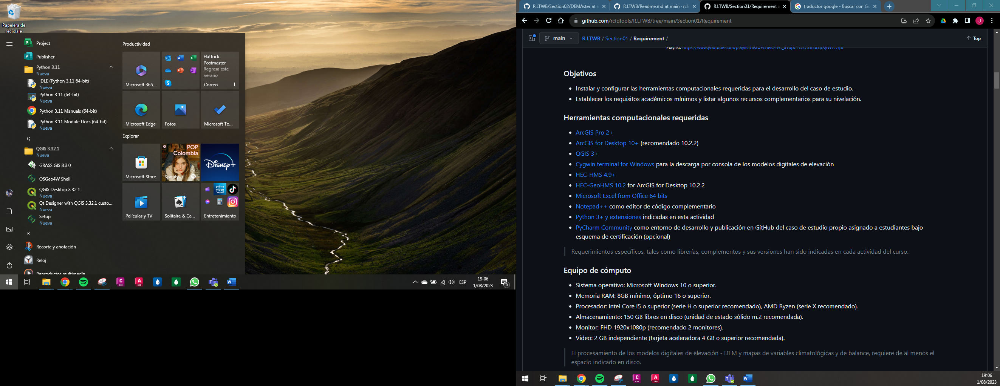 Papelera de
reciclaje
Project
Publisher
Python 3.11
Nueva
IDLE (Python 3.11 64-bit)
Nueva
Python 3.11 (64-bit)
Nueva
Python 3.11 Manuals (64-bit)
Python 3.11 Module Docs (64-bit)
Nueva
Q
QGIS 3.32.1
Nueva
GRASS GIS 8.3.0
OSGeo4W Shell
QGIS Desktop 3.32.1
Nueva
Qt Designer with QGIS 3.32.1 custo...
Nueva
Setup
Nueva
R
Recorte y anotación
Reloj
Reproductor multimedia
Productividad
Microsoft 365...
Hattrick
Postmaster
Regresa este
verano
Correo 1
Microsoft Edge
Fotos
Microsoft To...
Explorar
Microsoft Store
POP
Colombia
Spotify
Disney+
Películas y TV
Solitaire & Ca...
prime
video
Entretenimiento
ESP
19:06
1/08/2023
5
R.LTWB/Section02/DEMAster at
R.LTWB/Readme.md at main · rcf
R.LTWB/Section01/Requirement
traductor google - Buscar con Go
github.com/rcfdtools/R.LTWB/tree/main/Section01/Requirement
J
main
R.LTWB / Section01 / Requirement /
Top
Objetivos
Instalar y configurar las herramientas computacionales requeridas para el desarrollo del caso de estudio.
Establecer los requisitos académicos mínimos y listar algunos recursos complementarios para su nivelación.
Herramientas computacionales requeridas
ArcGIS Pro 2+
ArcGIS for Desktop 10+ (recomendado 10.2.2)
QGIS 3+
Cygwin terminal for Windows para la descarga por consola de los modelos digitales de elevación
HEC-HMS 4.9+
HEC-GeoHMS 10.2 for ArcGIS for Desktop 10.2.2
Microsoft Excel from Office 64 bits
Notepad++ como editor de código complementario
Python 3+ y extensiones indicadas en esta actividad
PyCharm Community como entorno de desarrollo y publicación en GitHub del caso de estudio propio asignado a estudiantes bajo
esquema de certificación (opcional)
Requerimientos específicos, tales como librerías, complementos y sus versiones han sido indicadas en cada actividad del curso.
Equipo de cómputo
Sistema operativo: Microsoft Windows 10 o superior.
Memoria RAM: 8GB mínimo, óptimo 16 o superior.
Procesador: Intel Core i5 o superior (serie H o superior recomendado), AMD Ryzen (serie X recomendado).
Almacenamiento: 150 GB libres en disco (unidad de estado sólido m.2 recomendada).
Monitor: FHD 1920x1080p (recomendado 2 monitores).
Video: 2 GB independiente (tarjeta aceleradora 4 GB o superior recomendada).
El procesamiento de los modelos digitales de elevación - DEM y mapas de variables climatológicas y de balance, requiere de al menos el
espacio indicado en disco.
19:06
1/08/2023